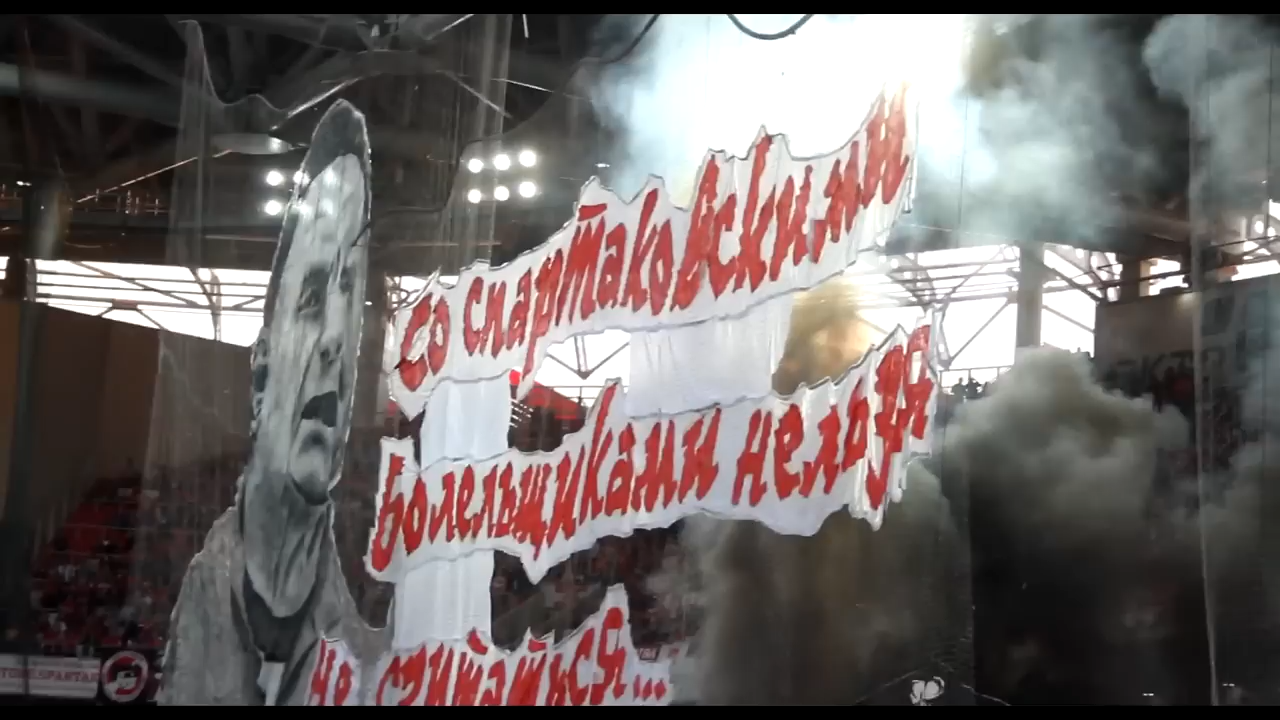 со спартаковскими
болельщиками нельзя
не считаться...